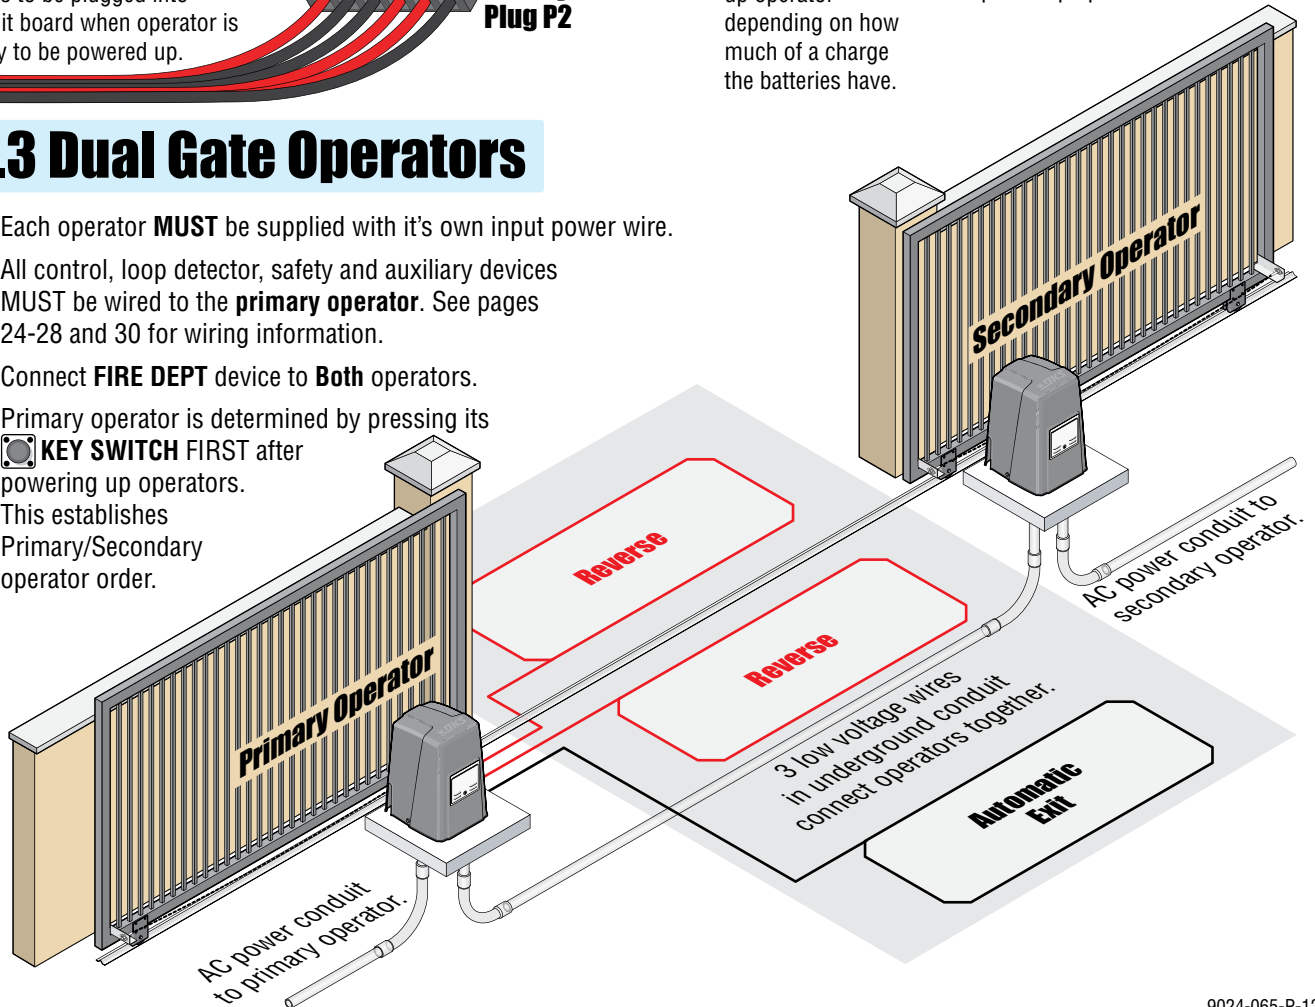 to be plugged into
it board when operator is
to be powered up.
Plug P2
depending on how
much of a charge
the batteries have.
.3 Dual Gate Operators
Each operator MUST be supplied with it's own input power wire.
All control, loop detector, safety and auxiliary devices
MUST be wired to the primary operator. See pages
24-28 and 30 for wiring information.
Connect FIRE DEPT device to Both operators.
Primary operator is determined by pressing its
KEY SWITCH FIRST after
powering up operators.
This establishes
Primary/Secondary
operator order.
Secondary Operator
Reverse
Reverse
Primary Operator
AC power conduit to
secondary operator.
3 low voltage wires
in underground conduit
connect operators together.
Automatic
Exit
AC power conduit
to primary operator.